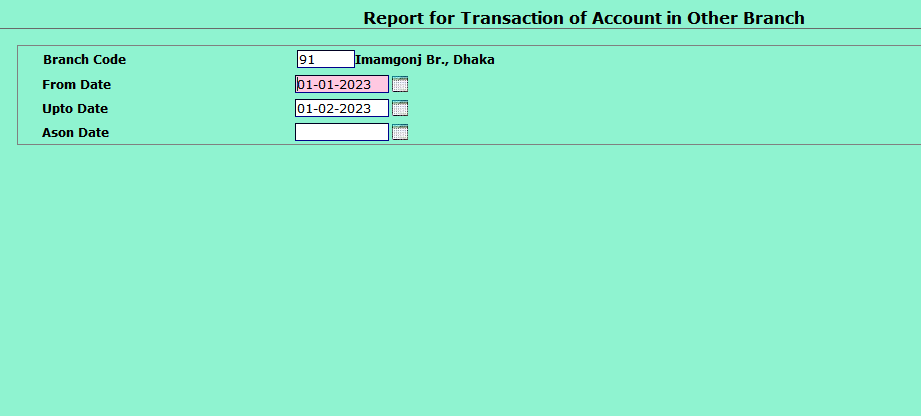 Report for Transaction of Account in Other Branch
Branch Code 91 Imamgonj Br., Dhaka
From Date 01-01-2023
Upto Date 01-02-2023
Ason Date